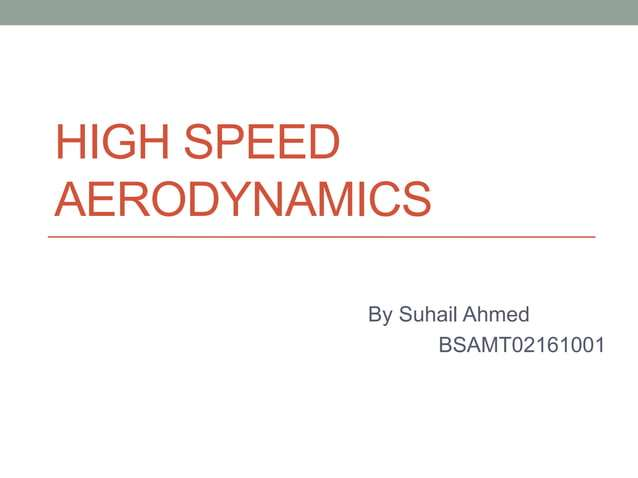 HIGH SPEED
AERODYNAMICS
By Suhail Ahmed
BSAMT02161001